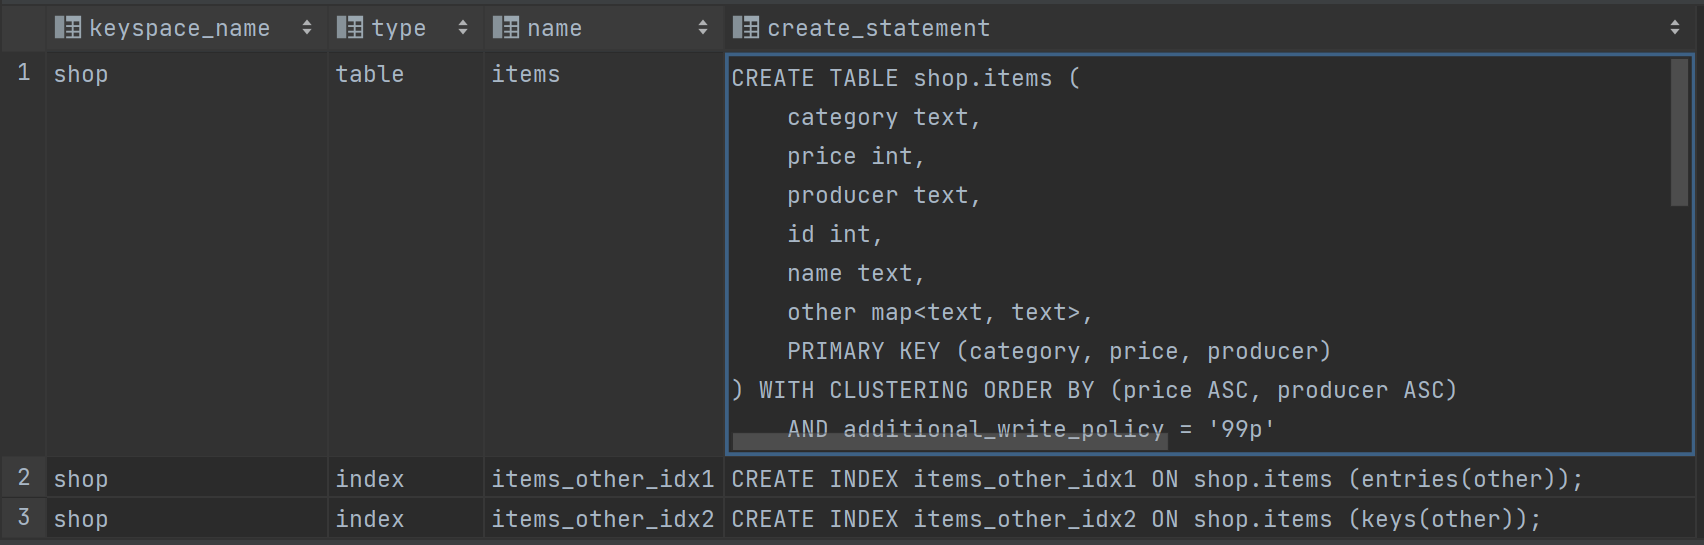 keyspace_name type name create_statement
1 shop table items CREATE TABLE shop.items (
category text,
price int,
producer text,
id int,
name text,
other map<text, text>,
PRIMARY KEY (category, price, producer)
) WITH CLUSTERING ORDER BY (price ASC, producer ASC)
AND additional_write_policy = '99p'
2 shop index items_other_idx1 CREATE INDEX items_other_idx1 ON shop.items (entries(other));
3 shop index items_other_idx2 CREATE INDEX items_other_idx2 ON shop.items (keys(other));